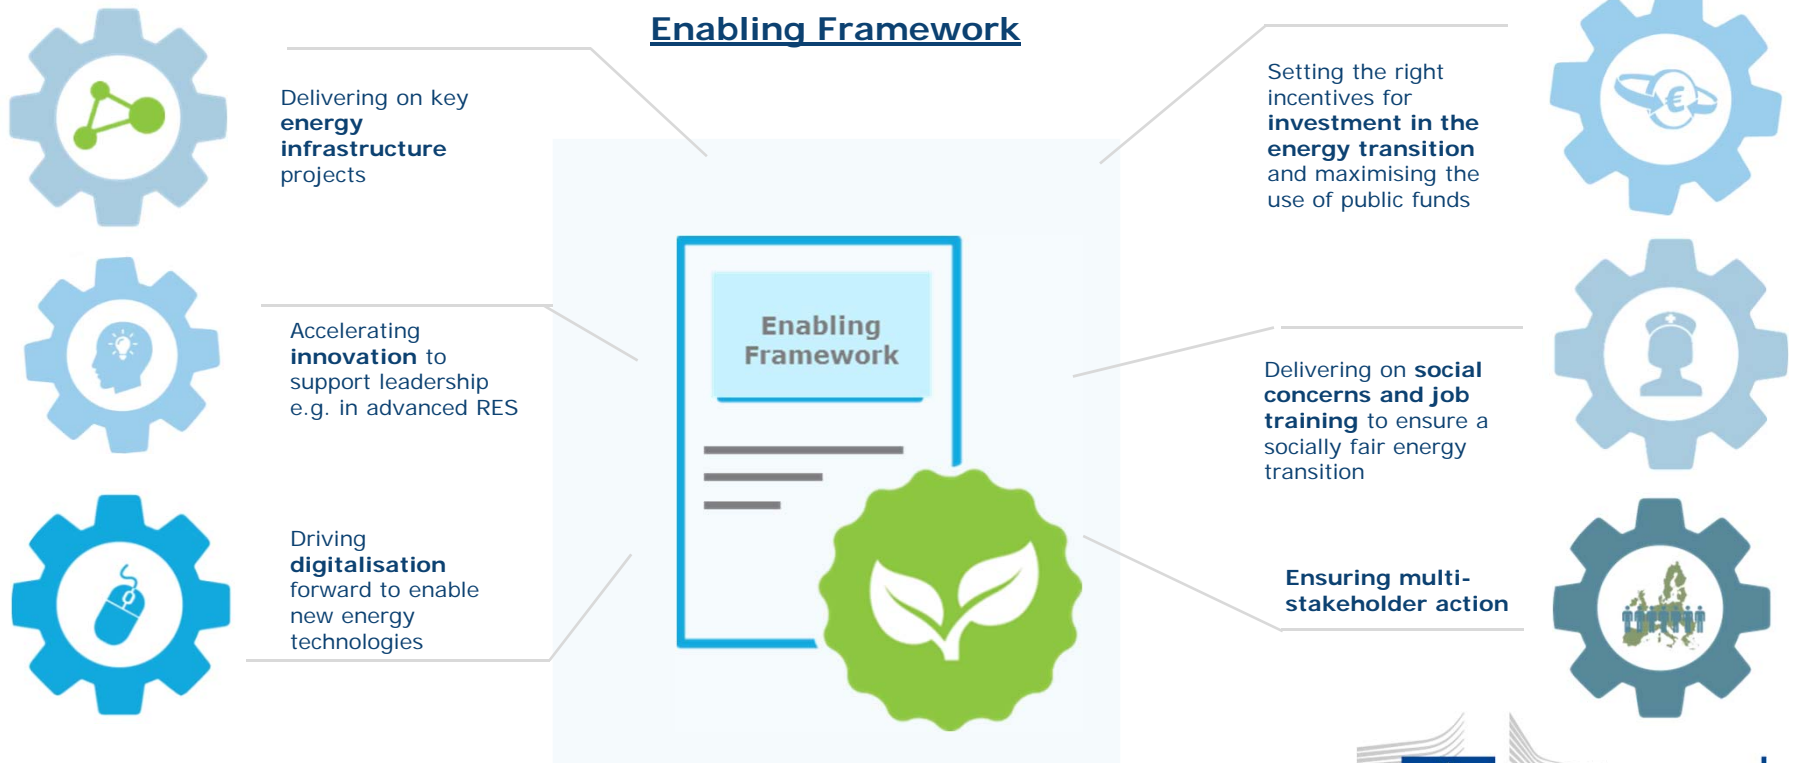 Enabling Framework
Delivering on key
energy
infrastructure
projects
Accelerating
innovation to
support leadership
e.g. in advanced RES
Driving
digitalisation
forward to enable
new energy
technologies
Enabling
Framework
Setting the right
incentives for
investment in the
energy transition
and maximising the
use of public funds
€
Delivering on social
concerns and job
training to ensure a
socially fair energy
transition
Ensuring multi-
stakeholder action